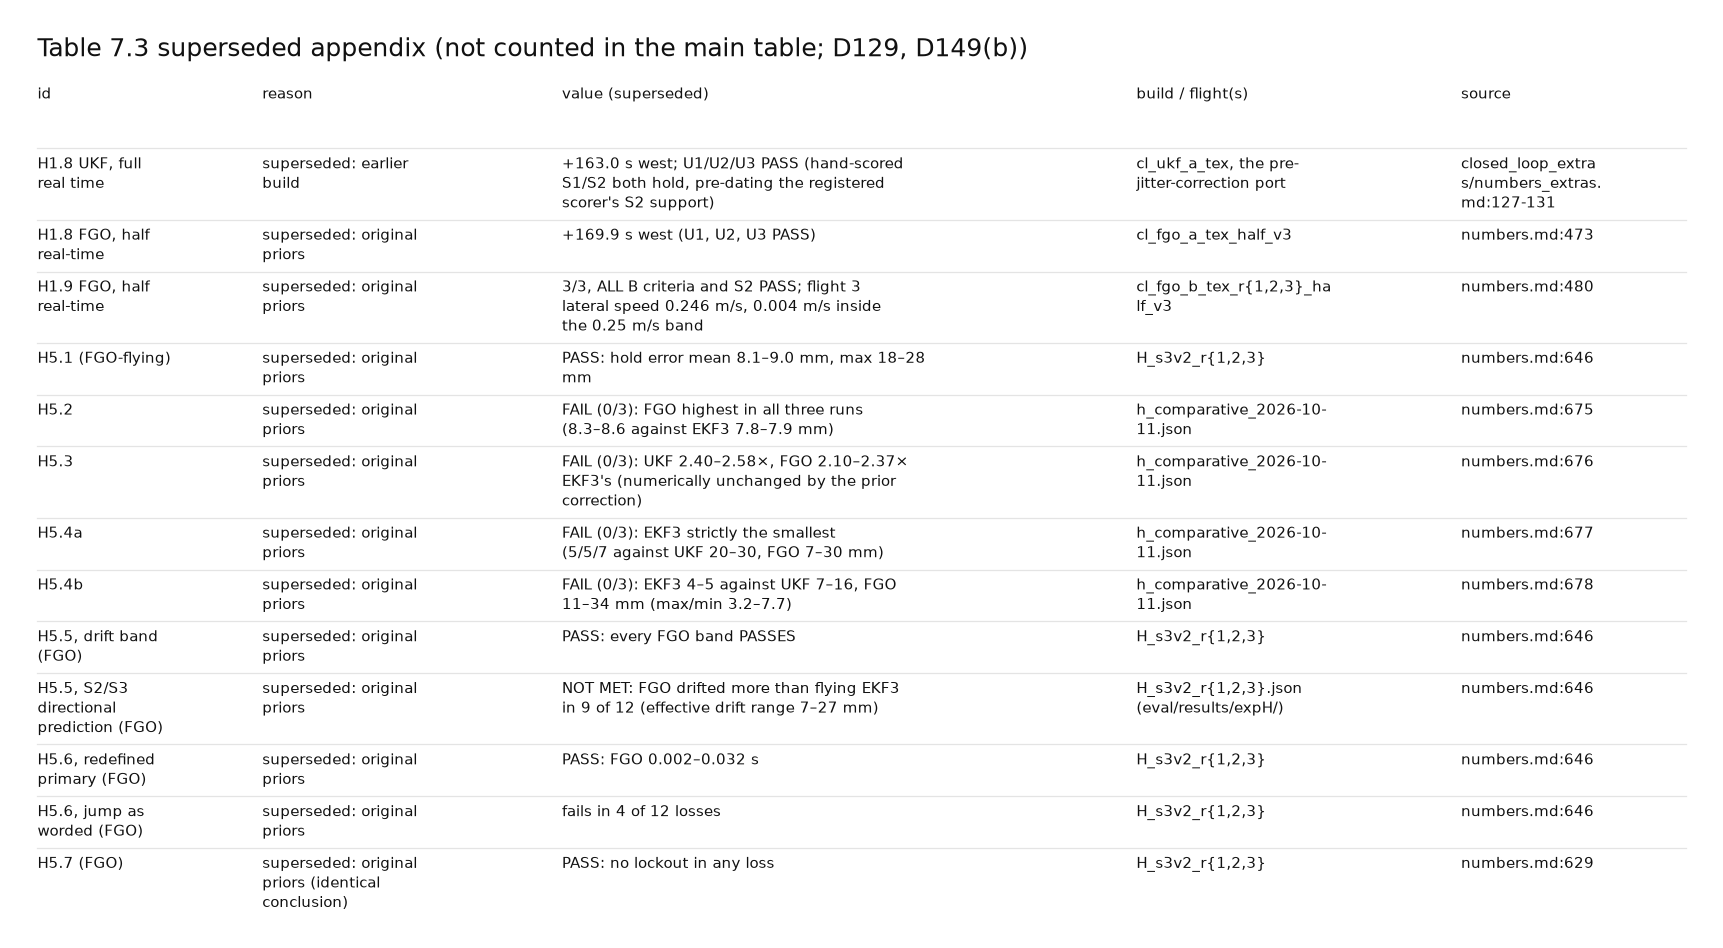 Table 7.3 superseded appendix (not counted in the main table; D129, D149(b))
id reason value (superseded) build / flight(s) source
H1.8 UKF, full superseded: earlier +163.0 s west; U1/U2/U3 PASS (hand-scored cl_ukf_a_tex, the pre- closed_loop_extra
real time build S1/S2 both hold, pre-dating the registered jitter-correction port s/numbers_extras.
scorer's S2 support) md:127-131
H1.8 FGO, half superseded: original +169.9 s west (U1, U2, U3 PASS) cl_fgo_a_tex_half_v3 numbers.md:473
real-time priors
H1.9 FGO, half superseded: original 3/3, ALL B criteria and S2 PASS; flight 3 cl_fgo_b_tex_r{1,2,3}_ha numbers.md:480
real-time priors lateral speed 0.246 m/s, 0.004 m/s inside lf_v3
the 0.25 m/s band
H5.1 (FGO-flying) superseded: original PASS: hold error mean 8.1–9.0 mm, max 18–28 H_s3v2_r{1,2,3} numbers.md:646
priors mm
H5.2 superseded: original FAIL (0/3): FGO highest in all three runs h_comparative_2026-10- numbers.md:675
priors (8.3–8.6 against EKF3 7.8–7.9 mm) 11.json
H5.3 superseded: original FAIL (0/3): UKF 2.40–2.58×, FGO 2.10–2.37× h_comparative_2026-10- numbers.md:676
priors EKF3's (numerically unchanged by the prior 11.json
correction)
H5.4a superseded: original FAIL (0/3): EKF3 strictly the smallest h_comparative_2026-10- numbers.md:677
priors (5/5/7 against UKF 20–30, FGO 7–30 mm) 11.json
H5.4b superseded: original FAIL (0/3): EKF3 4–5 against UKF 7–16, FGO h_comparative_2026-10- numbers.md:678
priors 11–34 mm (max/min 3.2–7.7) 11.json
H5.5, drift band superseded: original PASS: every FGO band PASSES H_s3v2_r{1,2,3} numbers.md:646
(FGO) priors
H5.5, S2/S3 superseded: original NOT MET: FGO drifted more than flying EKF3 H_s3v2_r{1,2,3}.json numbers.md:646
directional priors in 9 of 12 (effective drift range 7–27 mm) (eval/results/expH/)
prediction (FGO)
H5.6, redefined superseded: original PASS: FGO 0.002–0.032 s H_s3v2_r{1,2,3} numbers.md:646
primary (FGO) priors
H5.6, jump as superseded: original fails in 4 of 12 losses H_s3v2_r{1,2,3} numbers.md:646
worded (FGO) priors
H5.7 (FGO) superseded: original PASS: no lockout in any loss H_s3v2_r{1,2,3} numbers.md:629
priors (identical
conclusion)